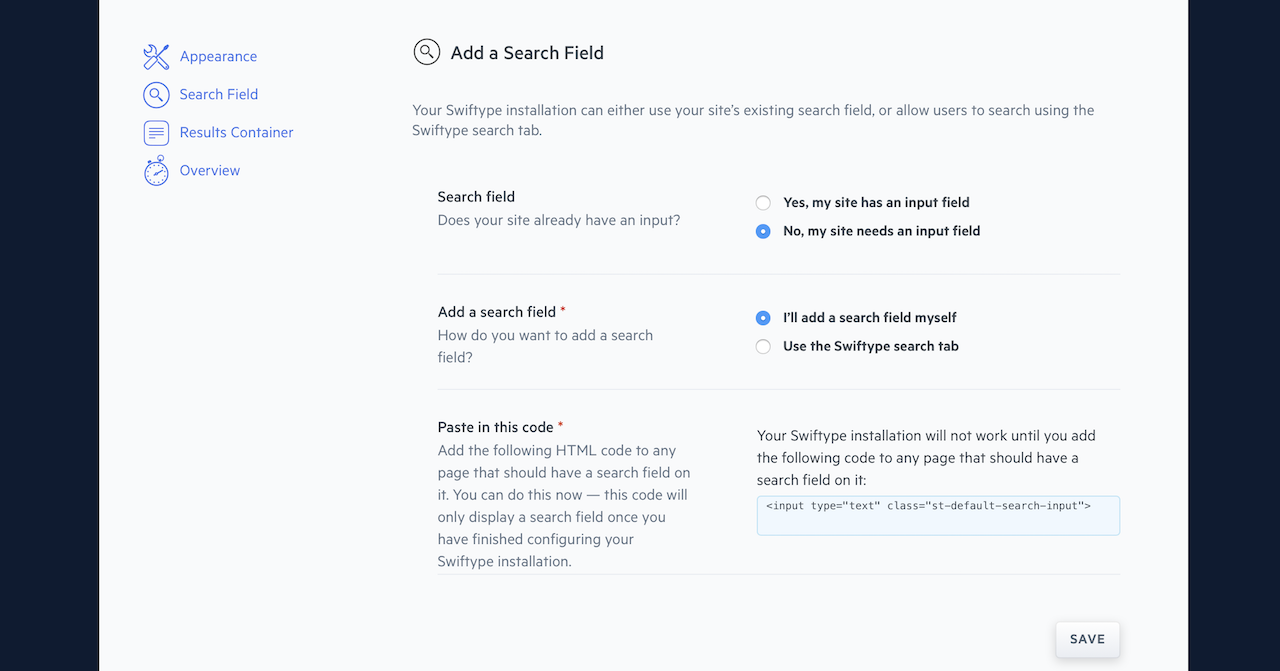 Appearance
Search Field
Results Container
Overview
Add a Search Field
Your Swiftype installation can either use your site’s existing search field, or allow users to search using the
Swiftype search tab.
Search field
Does your site already have an input?
Yes, my site has an input field
No, my site needs an input field
Add a search field *
How do you want to add a search
field?
I’ll add a search field myself
Use the Swiftype search tab
Paste in this code *
Add the following HTML code to any
page that should have a search field on
it. You can do this now — this code will
only display a search field once you
have finished configuring your
Swiftype installation.
Your Swiftype installation will not work until you add
the following code to any page that should have a
search field on it:
<input type="text" class="st-default-search-input">
SAVE